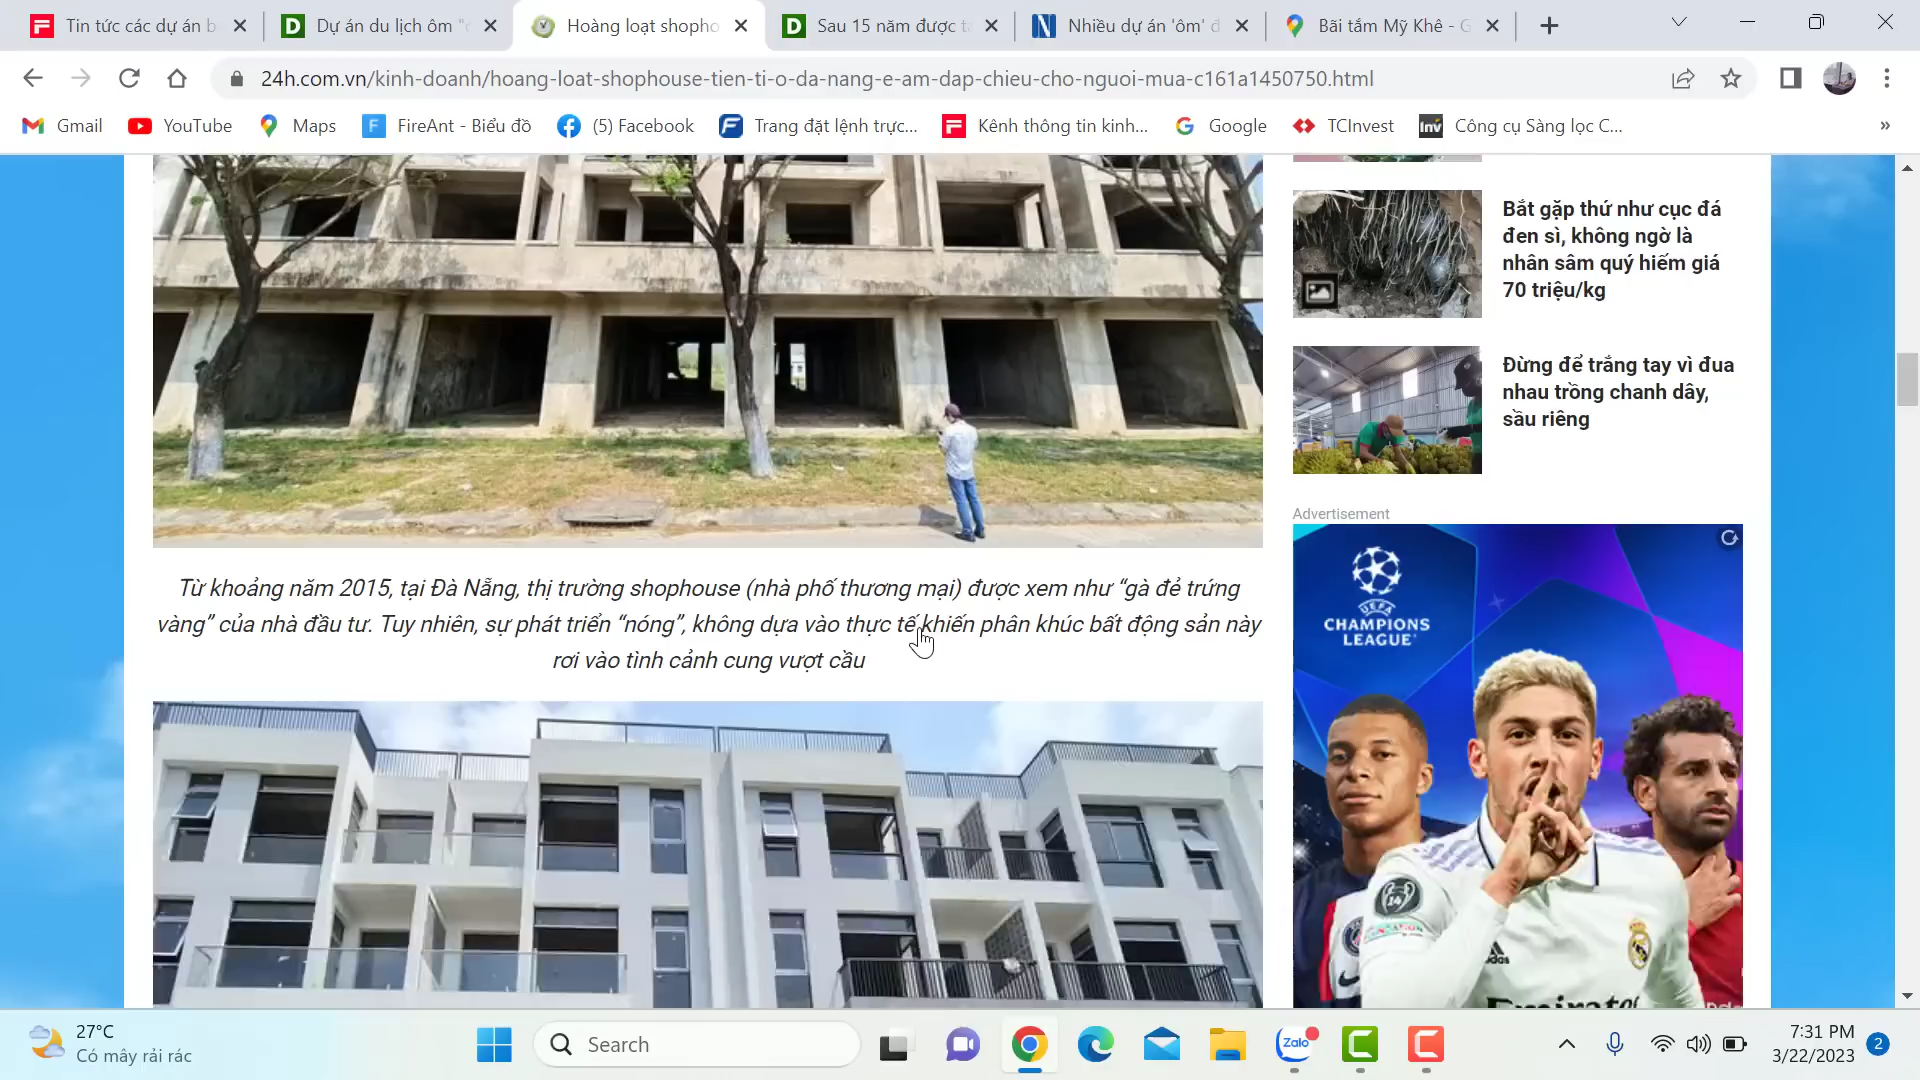 Tin tức các dự án b
Dự án du lịch ôm "
Hoàng loạt shopho
Sau 15 năm được t
Nhiều dự án 'ôm' đ
Bãi tắm Mỹ Khê - G
24h.com.vn/kinh-doanh/hoang-loat-shophouse-tien-ti-o-da-nang-e-am-dap-chieu-cho-nguoi-mua-c161a1450750.html
Gmail
YouTube
Maps
FireAnt - Biểu đồ
(5) Facebook
Trang đặt lệnh trực...
Kênh thông tin kinh...
Google
TCInvest
Công cụ Sàng lọc C...
Bắt gặp thứ như cục đá
đen sì, không ngờ là
nhân sâm quý hiếm giá
70 triệu/kg
Đừng để trắng tay vì đua
nhau trồng chanh dây,
sầu riêng
Từ khoảng năm 2015, tại Đà Nẵng, thị trường shophouse (nhà phố thương mại) được xem như “gà đẻ trứng
vàng” của nhà đầu tư. Tuy nhiên, sự phát triển “nóng”, không dựa vào thực tế khiến phân khúc bất động sản này
rơi vào tình cảnh cung vượt cầu
Advertisement
UEFA
CHAMPIONS
LEAGUE
14
FOUNDATION
Emirates
27°C
Có mây rải rác
Search
Zalo
7:31 PM
3/22/2023
2